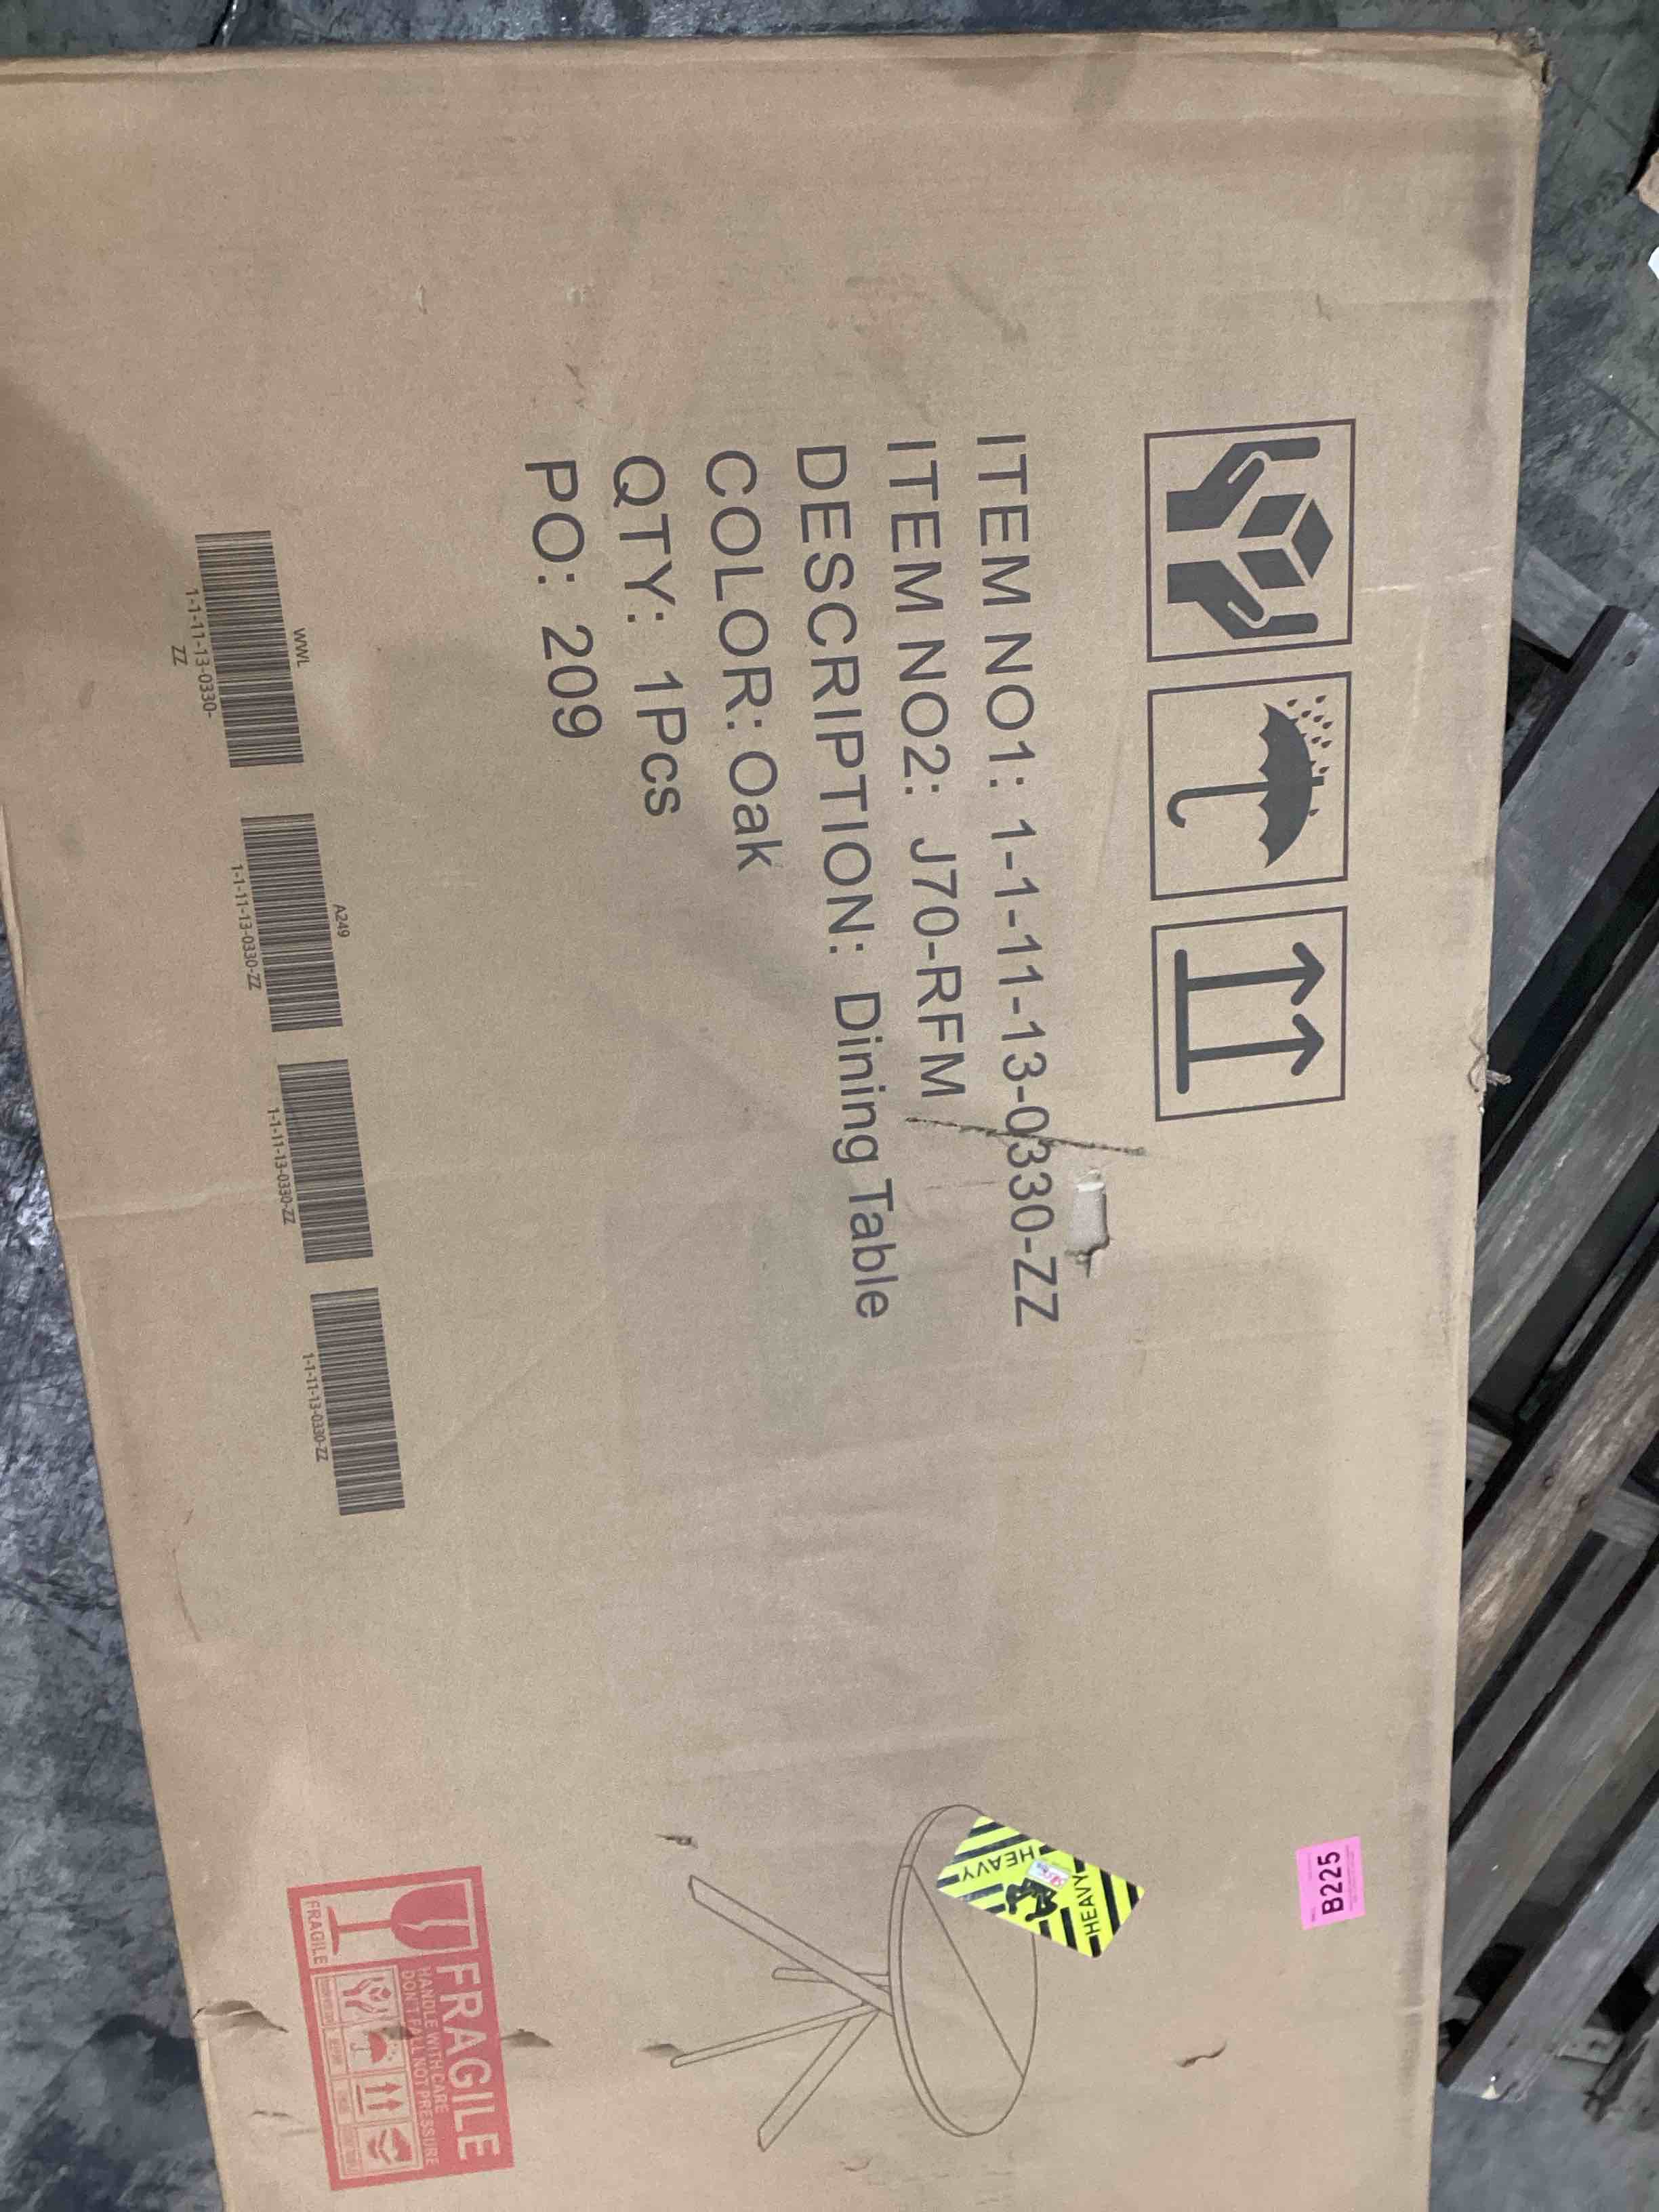 ITEM NO1: 1-1-11-13-0330-ZZ
ITEM NO2: J70-RFM
DESCRIPTION: Dining Table
COLOR: Oak
QTY: 1Pcs
PO: 209
WWL
1-1-11-13-0330-
ZZ
A249
1-1-11-13-0330-ZZ
1-1-11-13-0330-ZZ
1-1-11-13-0330-ZZ
B225
HEAVY
HEAVY
FRAGILE
HANDLE WITH CARE
DON'T FALL NOT PRESSURE
FRAGILE